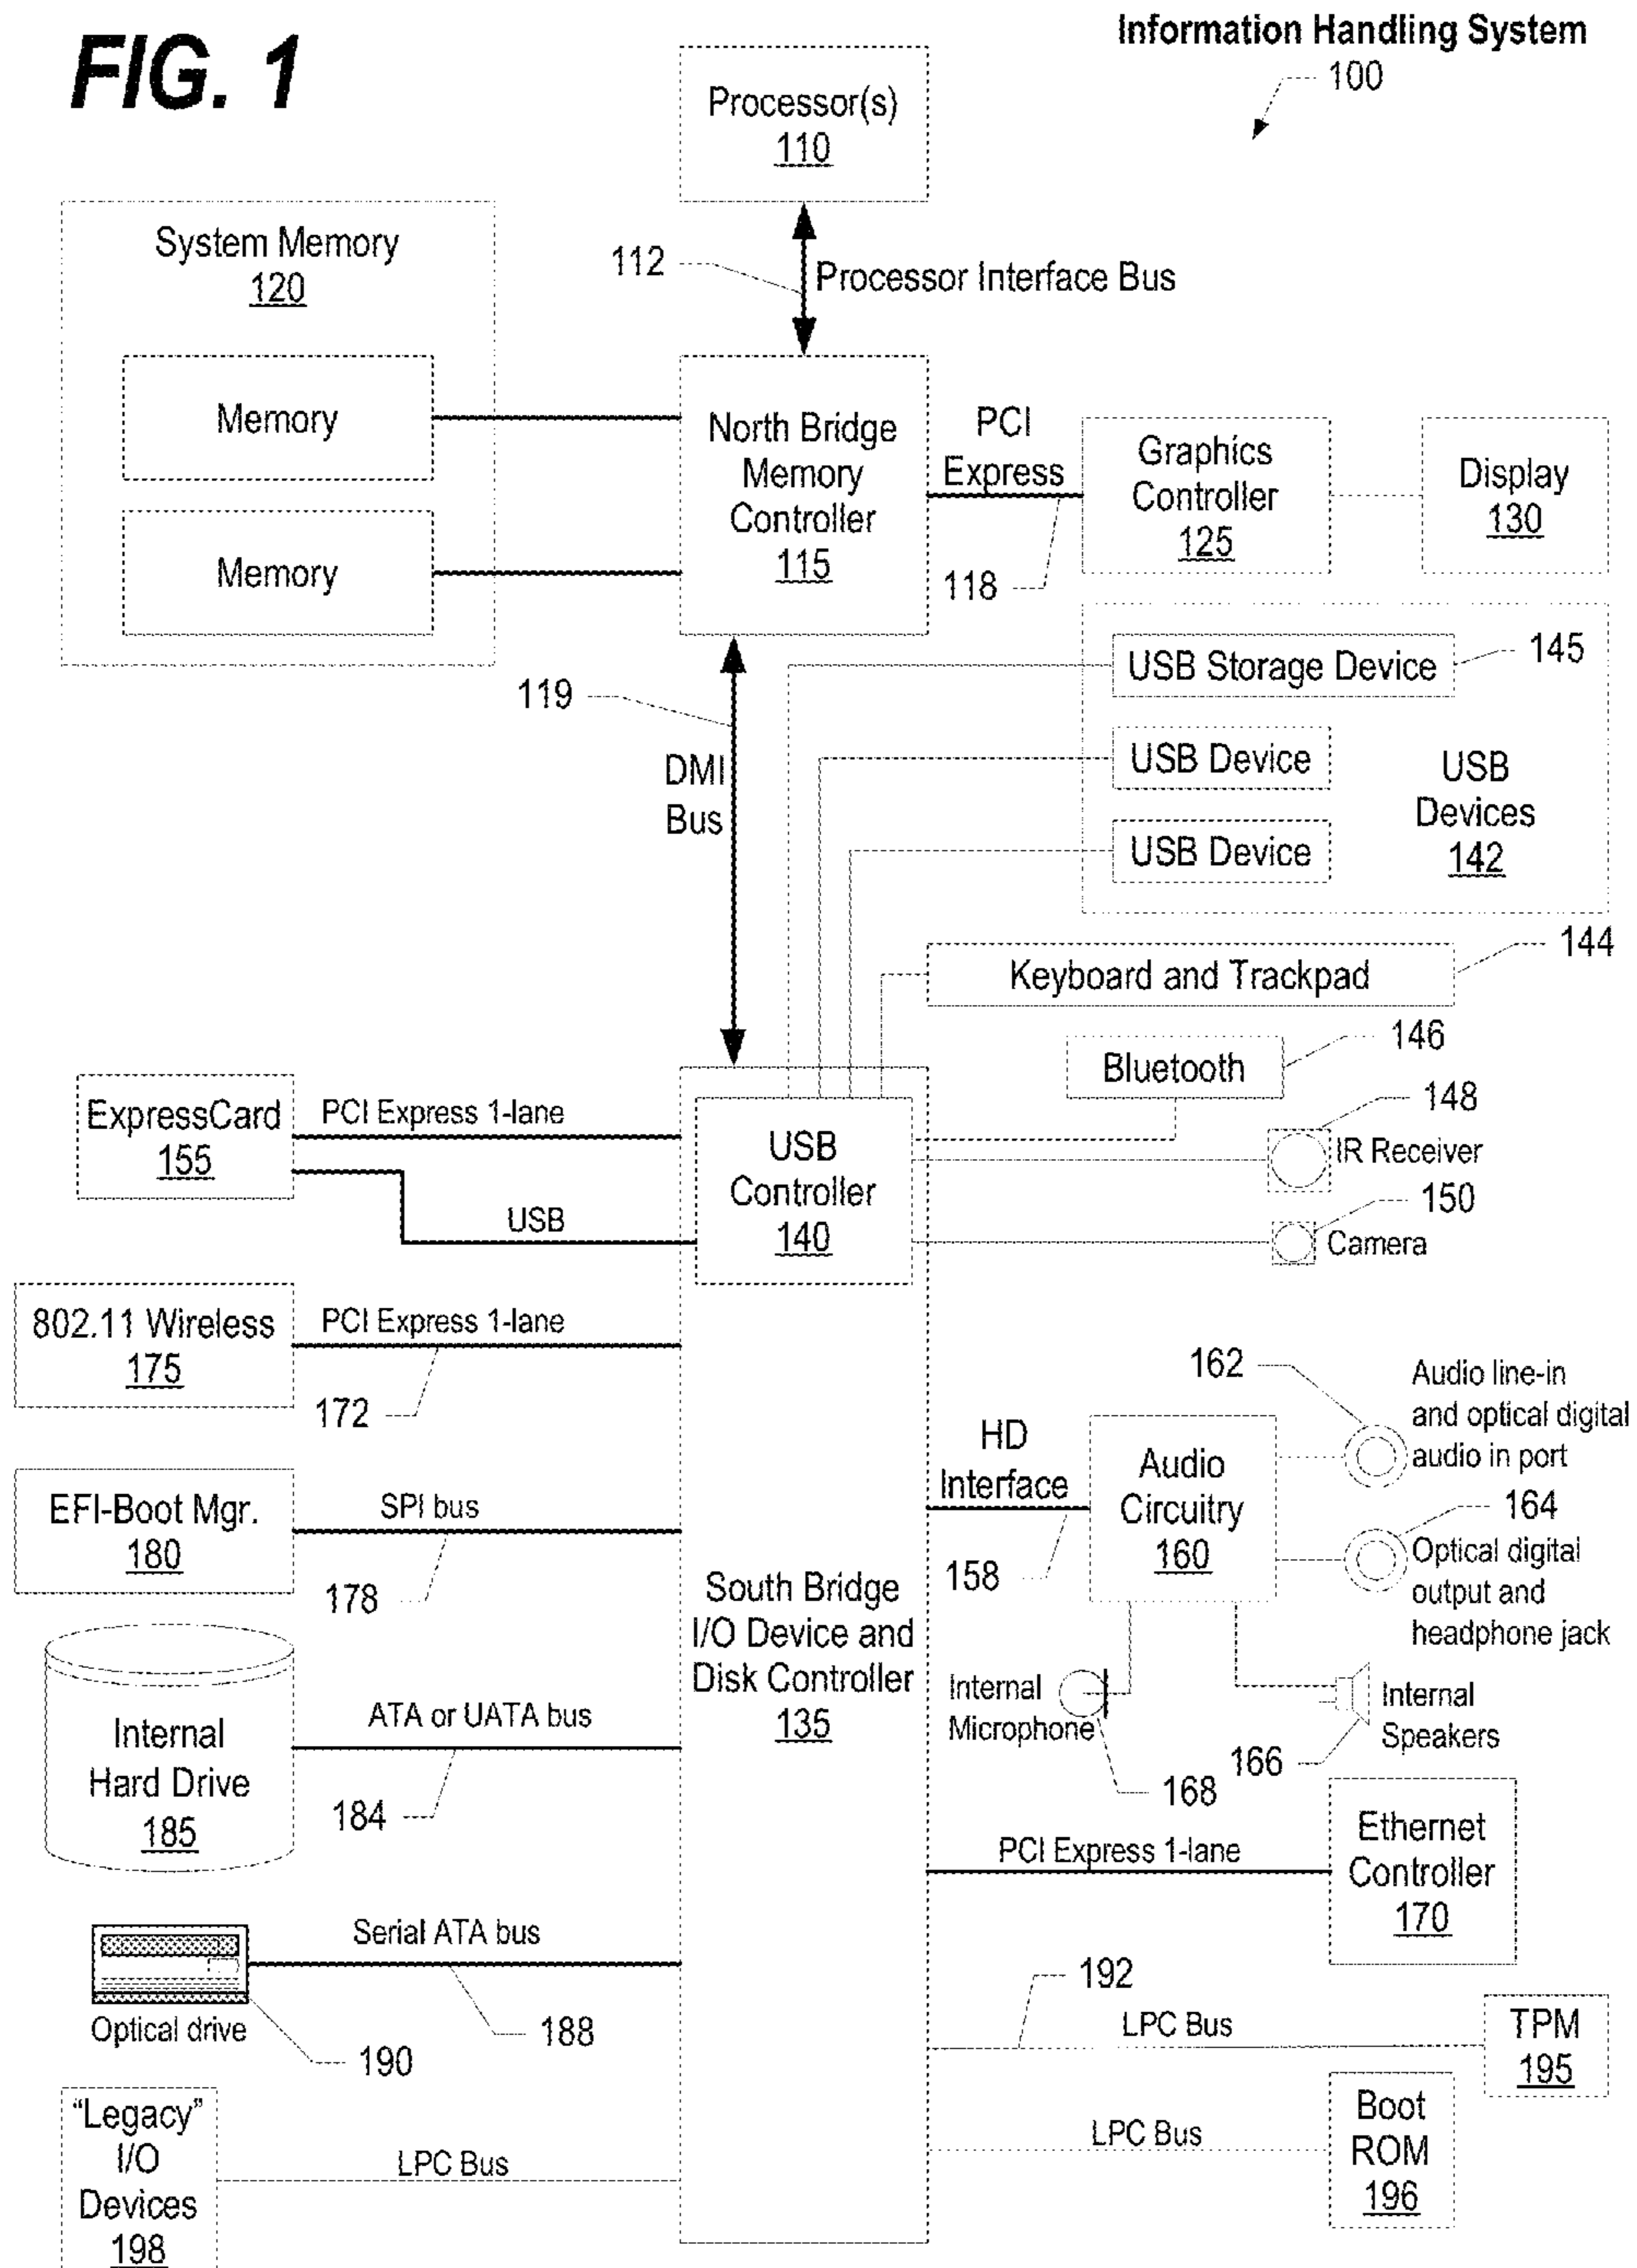 FIG. 1
Information Handling System
100
Processor(s)
110
System Memory
120
112
Processor Interface Bus
Memory
Memory
North Bridge
Memory
Controller
115
PCI
Express
118
Graphics
Controller
125
Display
130
119
DMI
Bus
USB Storage Device
145
USB Device
USB Device
USB
Devices
142
Keyboard and Trackpad
144
Bluetooth
146
148
IR Receiver
150
Camera
ExpressCard
155
PCI Express 1-lane
USB
USB
Controller
140
802.11 Wireless
175
PCI Express 1-lane
172
EFI-Boot Mgr.
180
SPI bus
178
Internal
Hard Drive
185
ATA or UATA bus
184
South Bridge
I/O Device and
Disk Controller
135
HD
Interface
158
Audio
Circuitry
160
162
Audio line-in
and optical digital
audio in port
164
Optical digital
output and
headphone jack
Internal
Microphone
168
166
Internal
Speakers
PCI Express 1-lane
Ethernet
Controller
170
Optical drive
190
Serial ATA bus
188
192
LPC Bus
TPM
195
"Legacy"
I/O
Devices
198
LPC Bus
LPC Bus
Boot
ROM
196